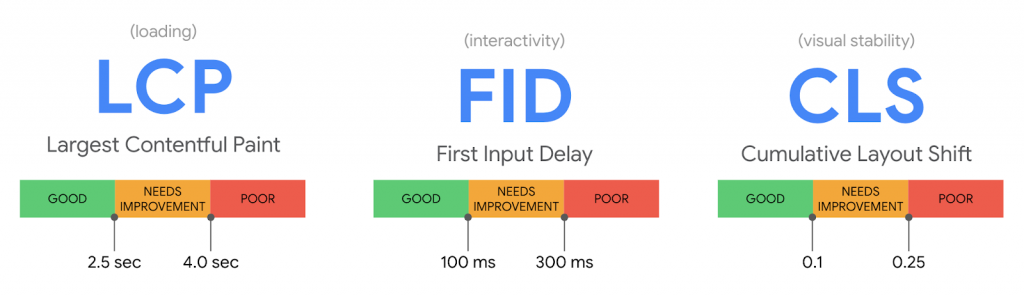 (loading)
LCP
Largest Contentful Paint
GOOD
NEEDS
IMPROVEMENT
POOR
2.5 sec
4.0 sec
(interactivity)
FID
First Input Delay
GOOD
NEEDS
IMPROVEMENT
POOR
100 ms
300 ms
(visual stability)
CLS
Cumulative Layout Shift
GOOD
NEEDS
IMPROVEMENT
POOR
0.1
0.25